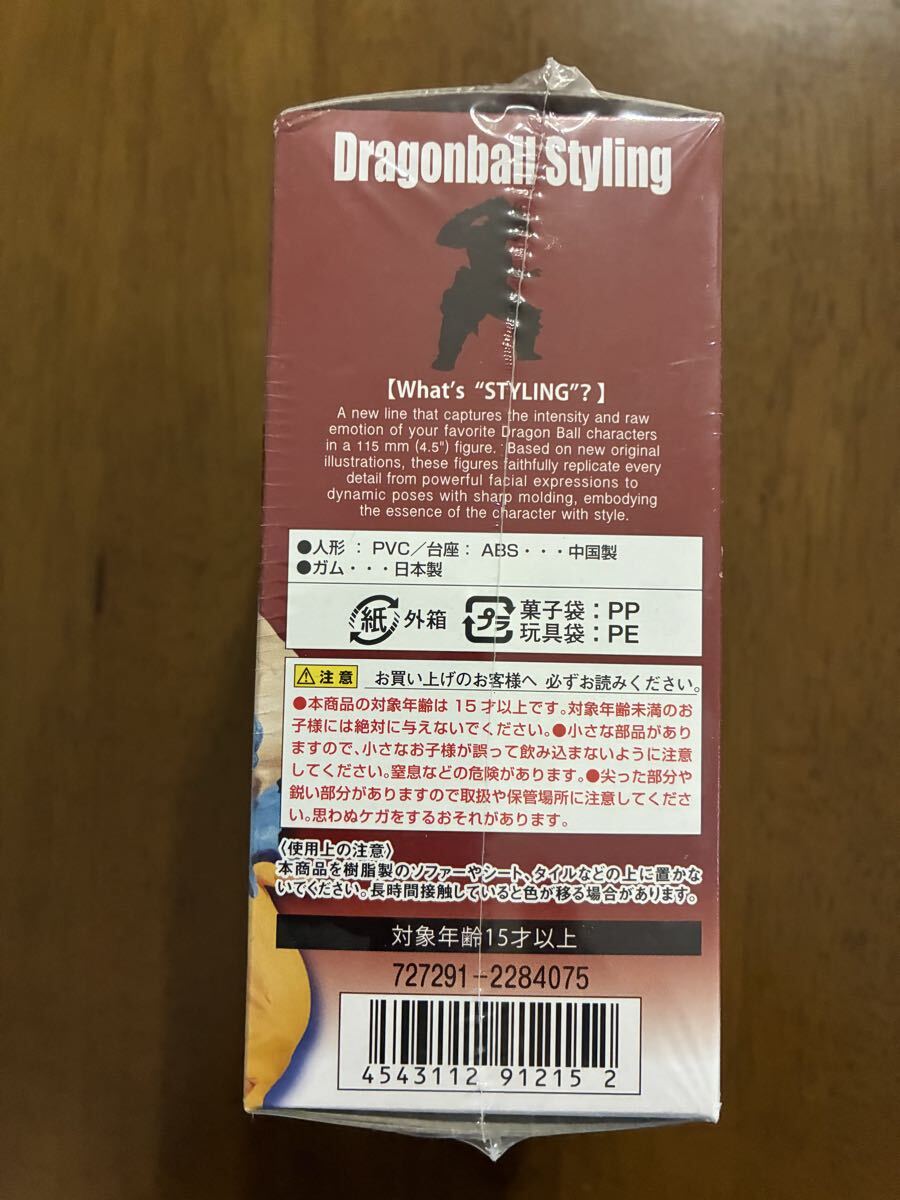 Dragonball Styling
【What's “STYLING”?】
A new line that captures the intensity and raw
emotion of your favorite Dragon Ball characters
in a 115 mm (4.5") figure. Based on new original
illustrations, these figures faithfully replicate every
detail from powerful facial expressions to
dynamic poses with sharp molding, embodying
the essence of the character with style.
●人形 : PVC／台座: ABS・・・中国製
●ガム・・・日本製
紙 外箱 プラ 菓子袋:PP
玩具袋:PE
注意 お買い上げのお客様へ 必ずお読みください。
●本商品の対象年齢は15才以上です。対象年齢未満のお
子様には絶対に与えないでください。●小さな部品があり
ますので、小さなお子様が誤って飲み込まないように注意
してください。窒息などの危険があります。●尖った部分や
鋭い部分がありますので取扱や保管場所に注意してくださ
い。思わぬケガをするおそれがあります。
〈使用上の注意〉
本商品を樹脂製のソファーやシート、タイルなどの上に置かな
いでください。長時間接触していると色が移る場合があります。
対象年齢15才以上
727291-2284075
4543112 91215 2